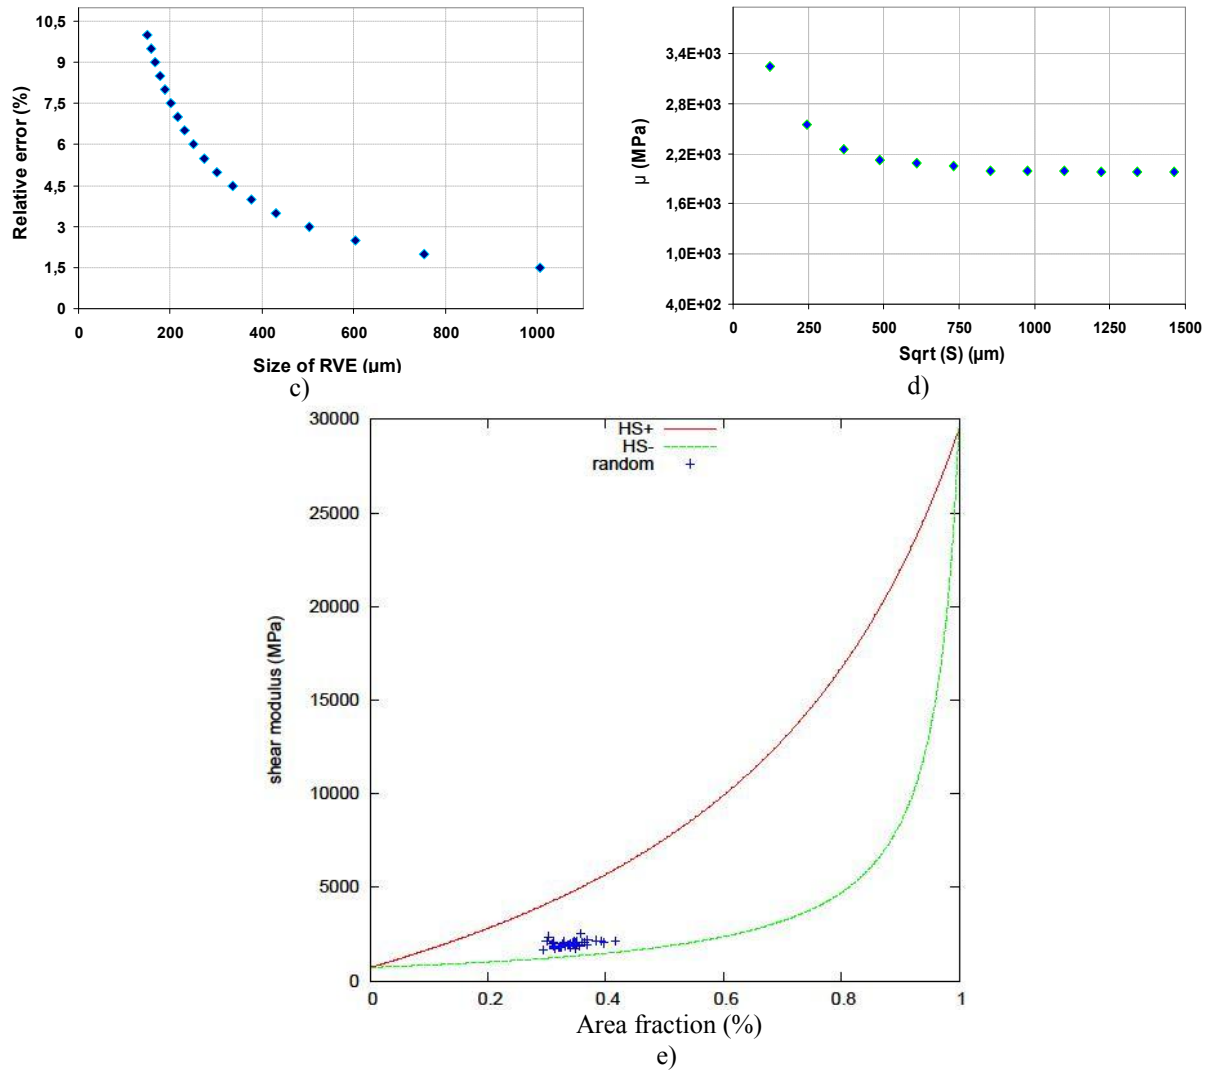 10,5
9
7,5
6
4,5
3
1,5
0
Relative error (%)
0 200 400 600 800 1000
Size of RVE (µm)
c)
3,4E+03
2,8E+03
2,2E+03
1,6E+03
1,0E+03
4,0E+02
µ (MPa)
0 250 500 750 1000 1250 1500
Sqrt (S) (µm)
d)
30000
25000
20000
15000
10000
5000
0
shear modulus (MPa)
HS+
HS-
random
0 0.2 0.4 0.6 0.8 1
Area fraction (%)
e)